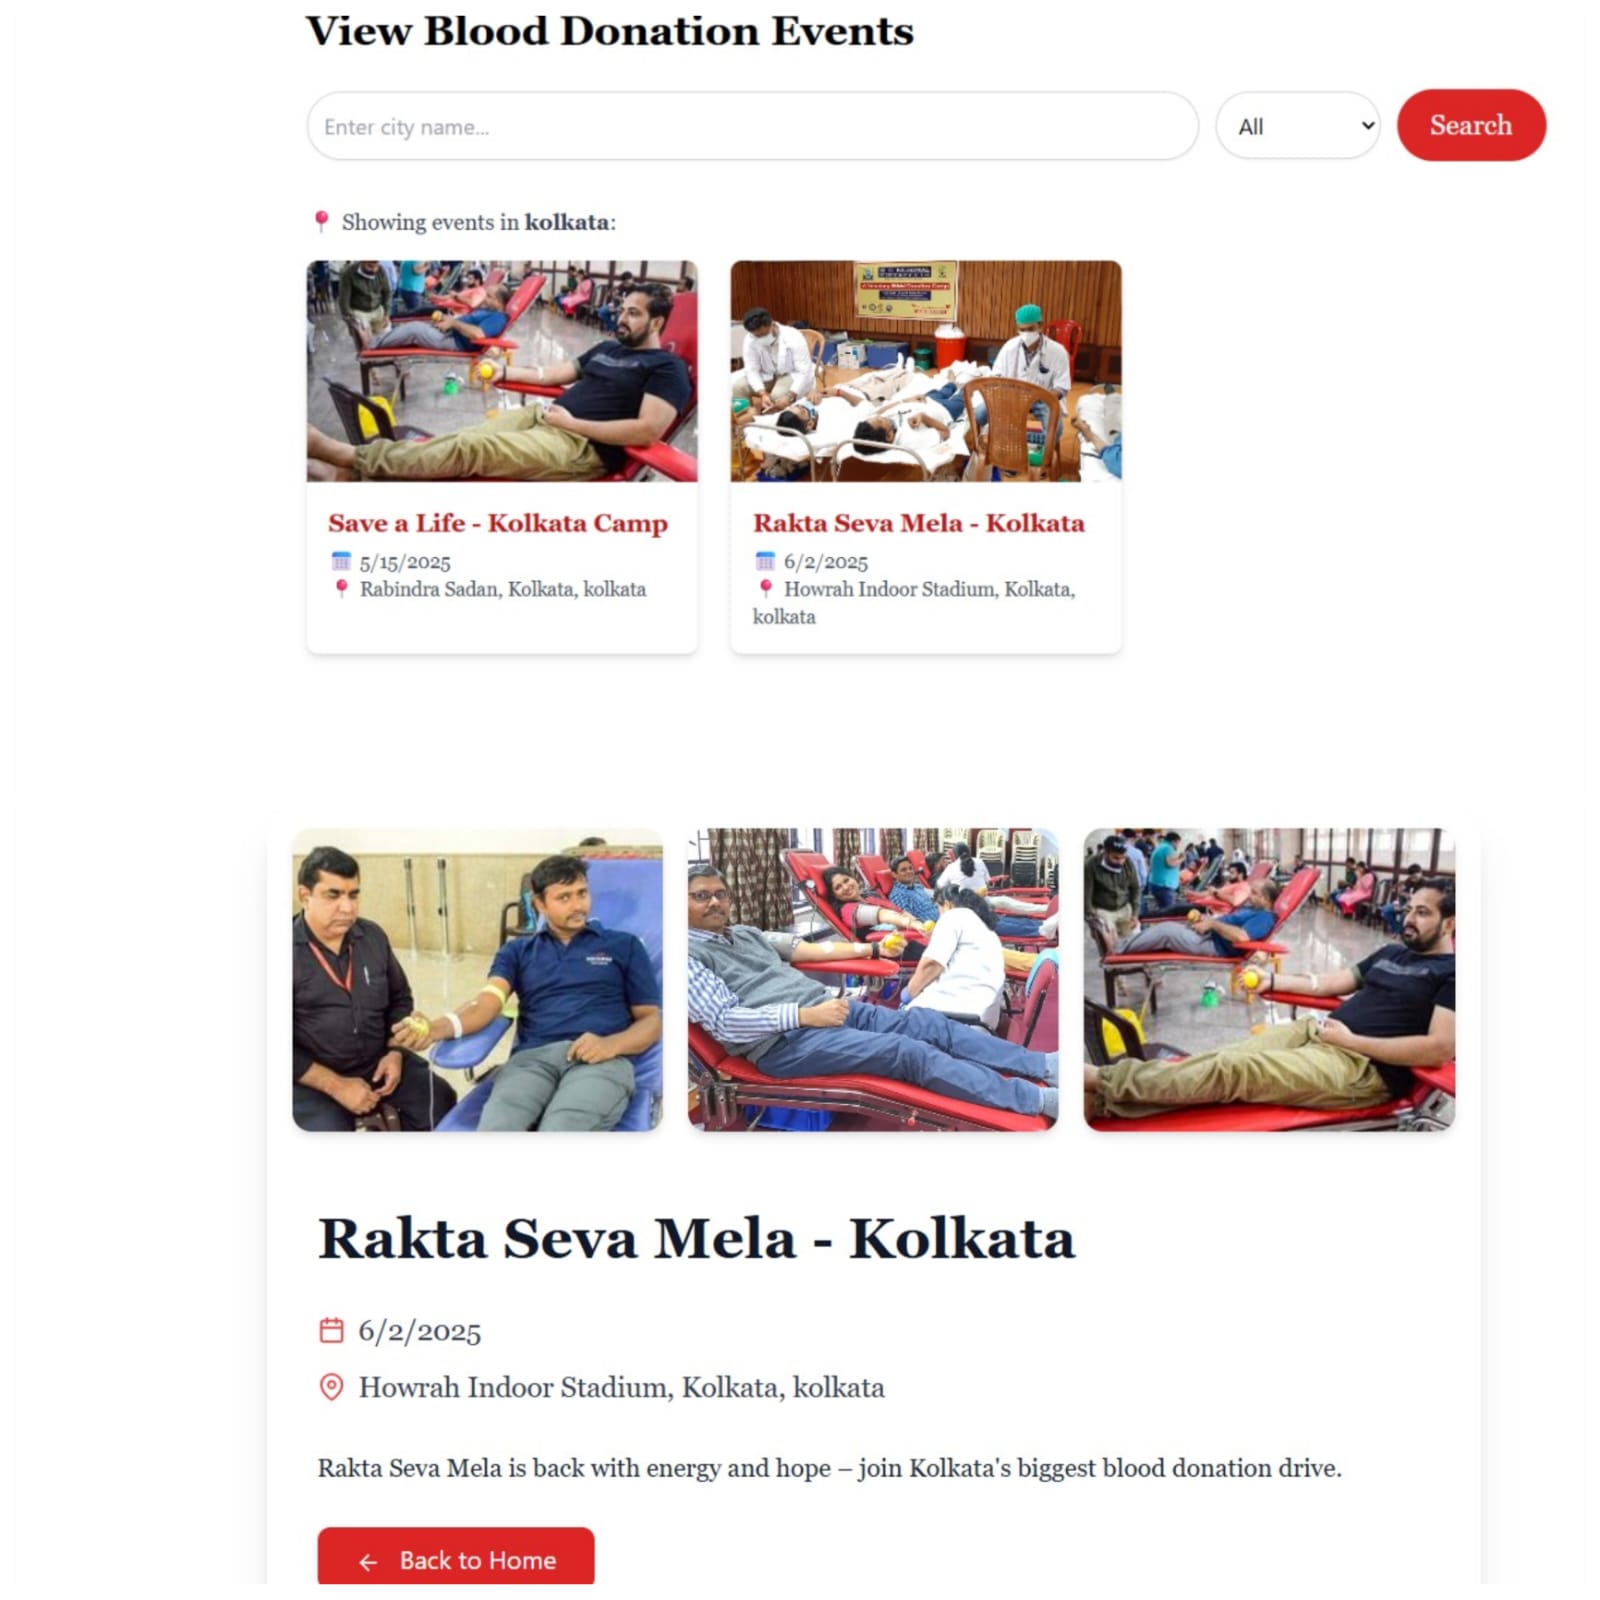 View Blood Donation Events
Enter city name...
All
Search
Showing events in kolkata:
Save a Life - Kolkata Camp
5/15/2025
Rabindra Sadan, Kolkata, kolkata
Rakta Seva Mela - Kolkata
6/2/2025
Howrah Indoor Stadium, Kolkata,
kolkata
Rakta Seva Mela - Kolkata
6/2/2025
Howrah Indoor Stadium, Kolkata, kolkata
Rakta Seva Mela is back with energy and hope – join Kolkata's biggest blood donation drive.
Back to Home